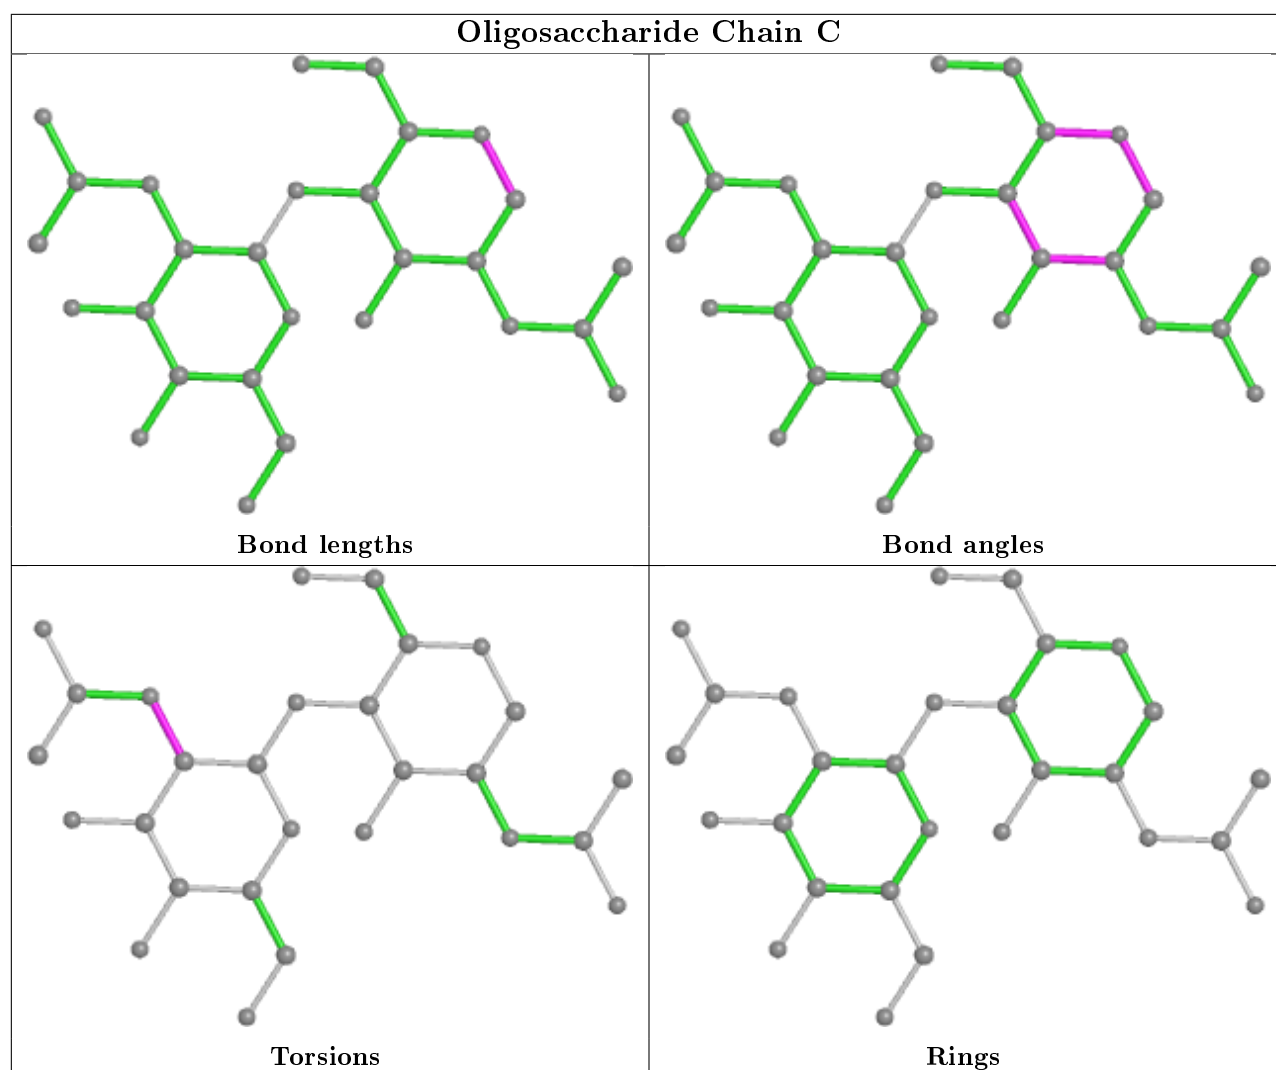 Oligosaccharide Chain C
Bond lengths
Bond angles
Torsions
Rings